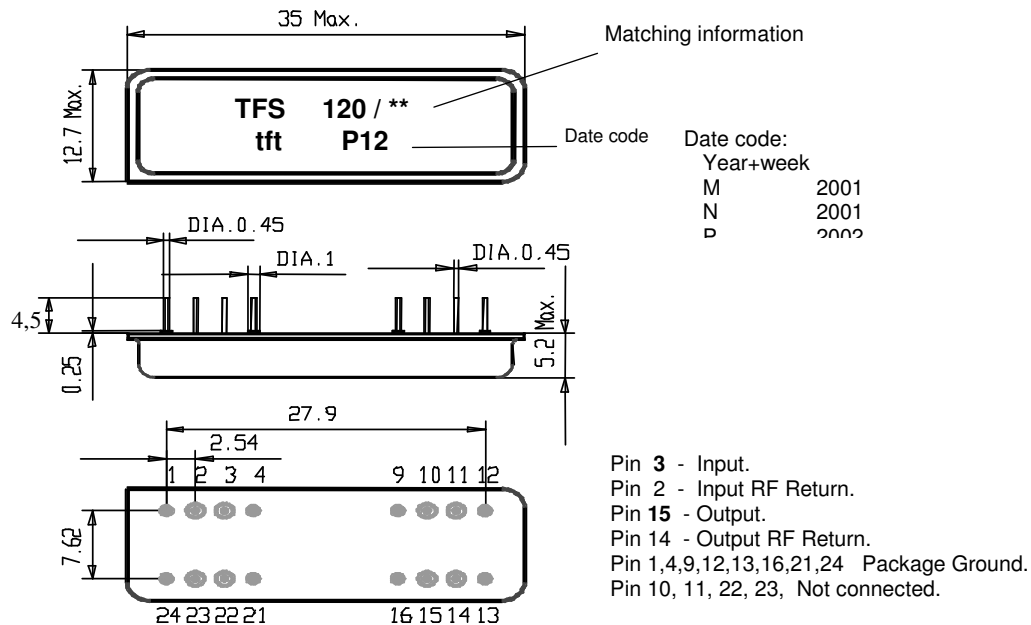 35 Max.
Matching information
12.7 Max.
TFS 120 / **
tft P12
Date code
Date code:
Year+week
M 2001
N 2001
P 2002
DIA.0.45
DIA.1
DIA.0.45
4,5
0.25
5.2 Max.
27.9
2.54
1 2 3 4 9 10 11 12
7.62
24 23 22 21 16 15 14 13
Pin 3 - Input.
Pin 2 - Input RF Return.
Pin 15 - Output.
Pin 14 - Output RF Return.
Pin 1,4,9,12,13,16,21,24 Package Ground.
Pin 10, 11, 22, 23, Not connected.